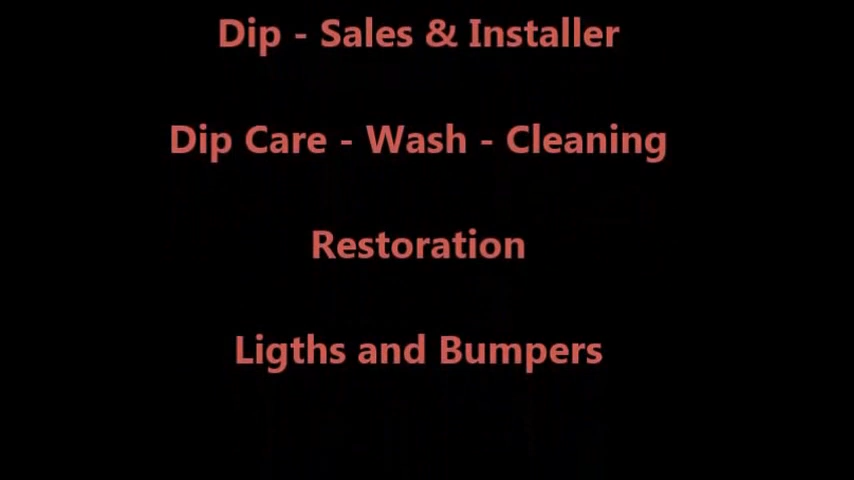 Dip - Sales & Installer
Dip Care - Wash - Cleaning
Restoration
Ligths and Bumpers